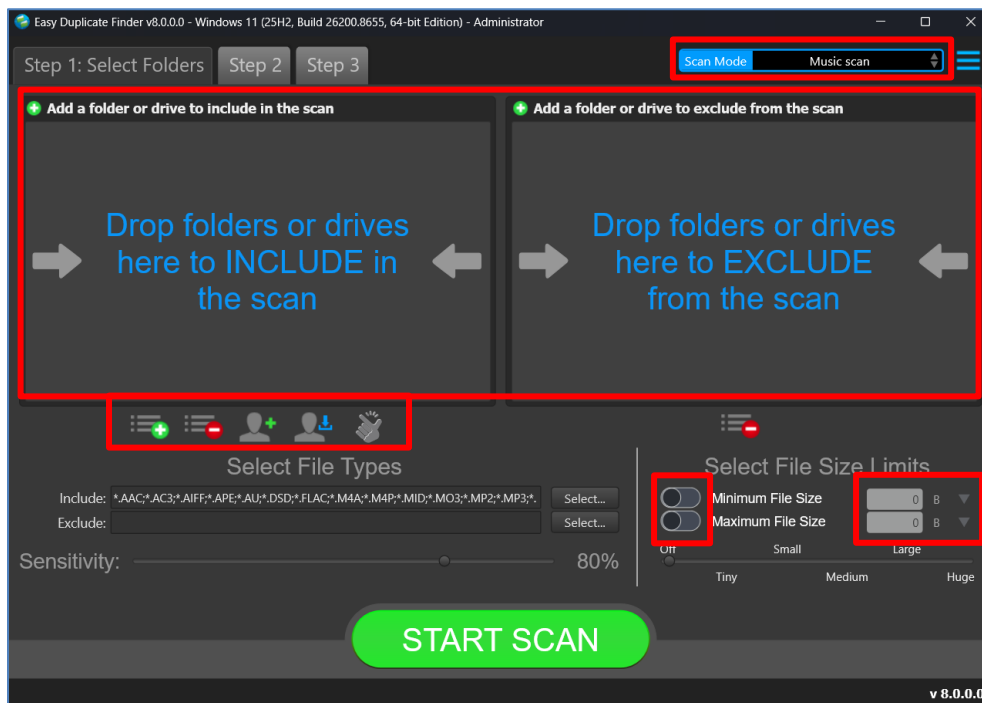 Easy Duplicate Finder v8.0.0.0 - Windows 11 (25H2, Build 26200.8655, 64-bit Edition) - Administrator
Step 1: Select Folders Step 2 Step 3 Scan Mode Music scan
Add a folder or drive to include in the scan
Add a folder or drive to exclude from the scan
Drop folders or drives
here to INCLUDE in
the scan
Drop folders or drives
here to EXCLUDE
from the scan
Select File Types
Include: *.AAC;*.AC3;*.AIFF;*.APE;*.AU;*.DSD;*.FLAC;*.M4A;*.M4P;*.MID;*.MO3;*.MP2;*.MP3;*. Select...
Exclude: Select...
Sensitivity: 80%
Select File Size Limits
Minimum File Size 0 B
Maximum File Size 0 B
Off Small Large
Tiny Medium Huge
START SCAN
v 8.0.0.0